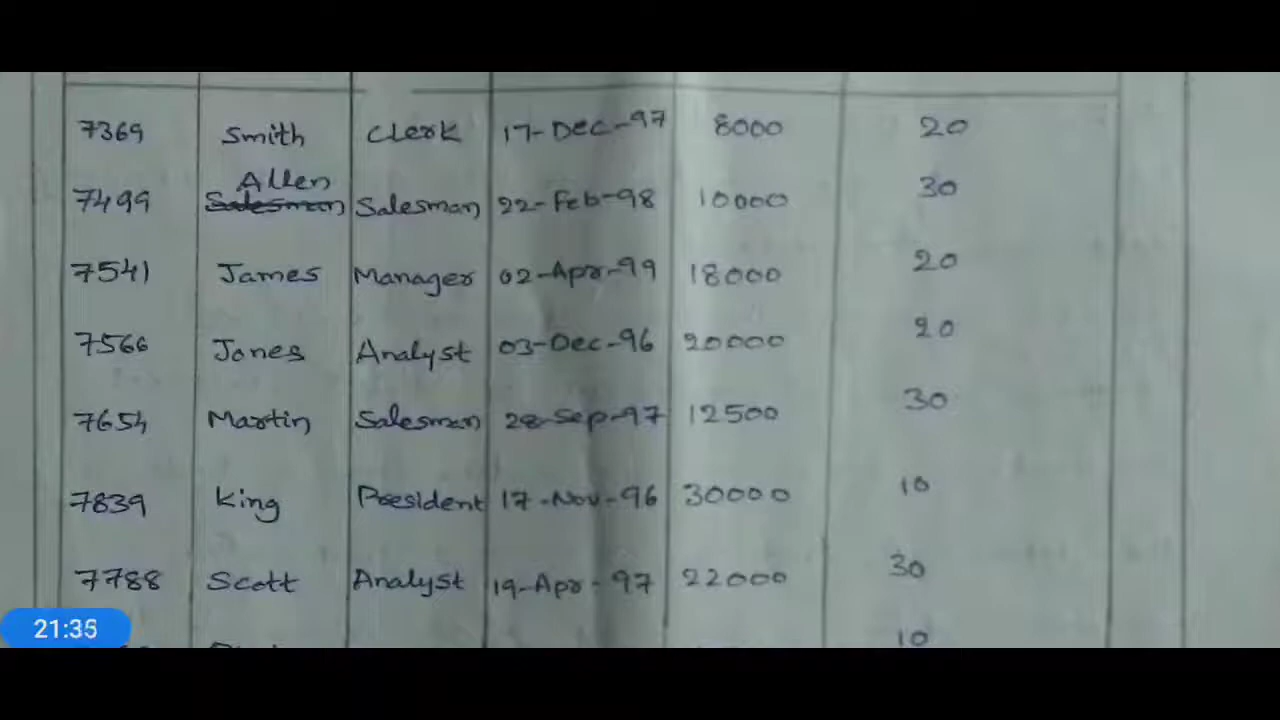 7369 Smith Clerk 17-Dec-97 8000 20
Allen
7499 Salesman Salesman 22-Feb-98 10000 30
7541 James Manager 02-Apr-99 18000 20
7566 Jones Analyst 03-Dec-96 20000 20
7654 Martin Salesman 28-Sep-97 12500 30
7839 King President 17-Nov-96 30000 10
7788 Scott Analyst 19-Apr-97 22000 30
10
21:35